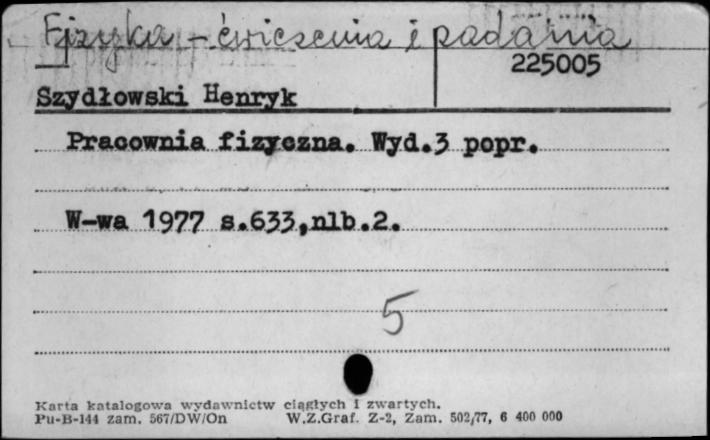 Fizyka - ćwiczenia i padania
225005
Szydłowski Henryk
Pracownia fizyczna. Wyd.3 popr.
W-wa 1977 s.633,nlb.2.
5
Karta katalogowa wydawnictw ciągłych i zwartych.
Pu-B-144 zam. 567/DW/On W.Z.Graf. Z-2, Zam. 502/77, 6 400 000